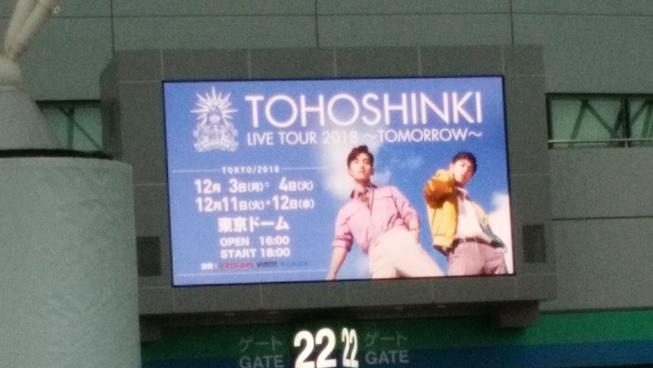 TOHOSHINKI
LIVE TOUR 2018 ～TOMORROW～
TOKYO/2018
12月 3日(月)・4日(火)
12月11日(火)・12日(水)
東京ドーム
OPEN 16:00
START 18:00
ゲート 22 22 ゲート
GATE GATE